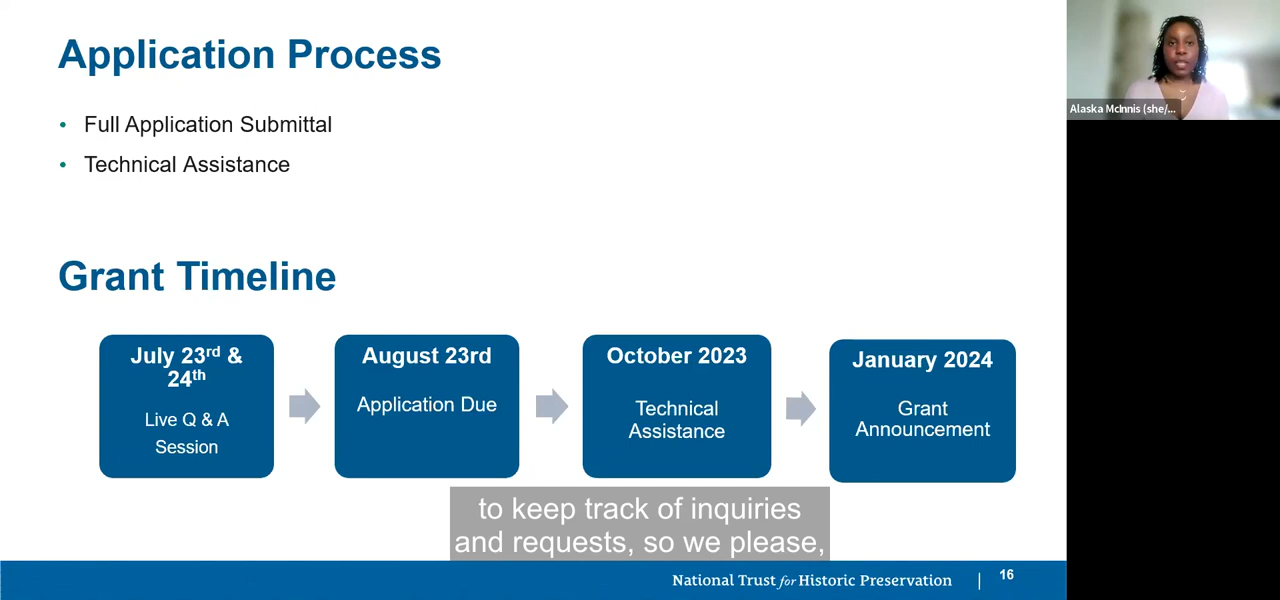 Application Process
• Full Application Submittal
• Technical Assistance
Grant Timeline
July 23rd &
24th
Live Q & A
Session
August 23rd
Application Due
October 2023
Technical
Assistance
January 2024
Grant
Announcement
to keep track of inquiries
and requests, so we please,
National Trust for Historic Preservation | 16
Alaska McInnis (she/...